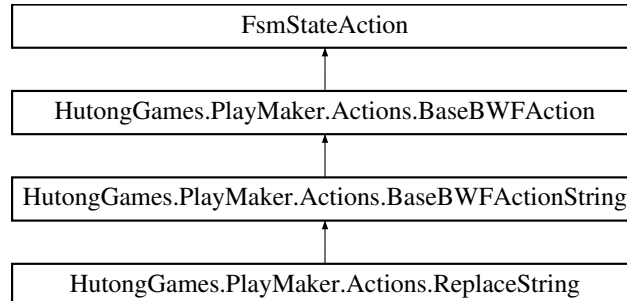 FsmStateAction
HutongGames.PlayMaker.Actions.BaseBWFAction
HutongGames.PlayMaker.Actions.BaseBWFActionString
HutongGames.PlayMaker.Actions.ReplaceString